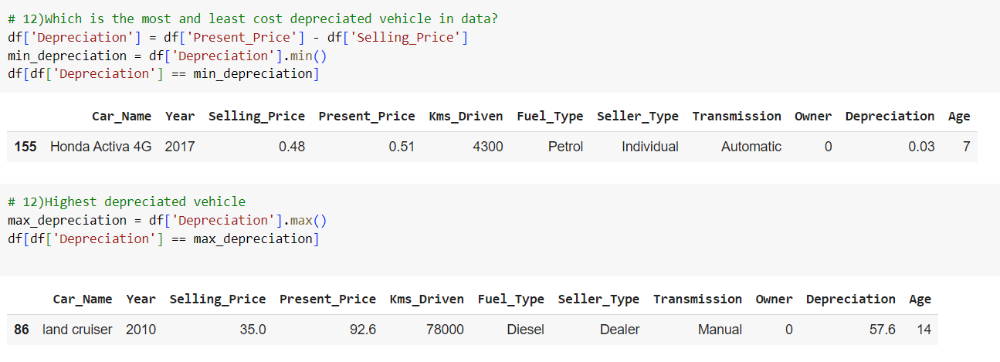 # 12)Which is the most and least cost depreciated vehicle in data?
df['Depreciation'] = df['Present_Price'] - df['Selling_Price']
min_depreciation = df['Depreciation'].min()
df[df['Depreciation'] == min_depreciation]
Car_Name Year Selling_Price Present_Price Kms_Driven Fuel_Type Seller_Type Transmission Owner Depreciation Age
155 Honda Activa 4G 2017 0.48 0.51 4300 Petrol Individual Automatic 0 0.03 7
# 12)Highest depreciated vehicle
max_depreciation = df['Depreciation'].max()
df[df['Depreciation'] == max_depreciation]
Car_Name Year Selling_Price Present_Price Kms_Driven Fuel_Type Seller_Type Transmission Owner Depreciation Age
86 land cruiser 2010 35.0 92.6 78000 Diesel Dealer Manual 0 57.6 14